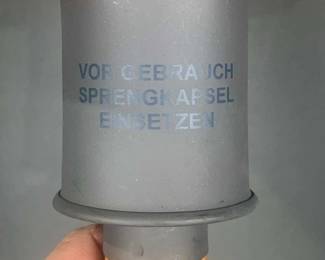 VOR GEBRAUCH
SPRENGKAPSEL
EINSETZEN